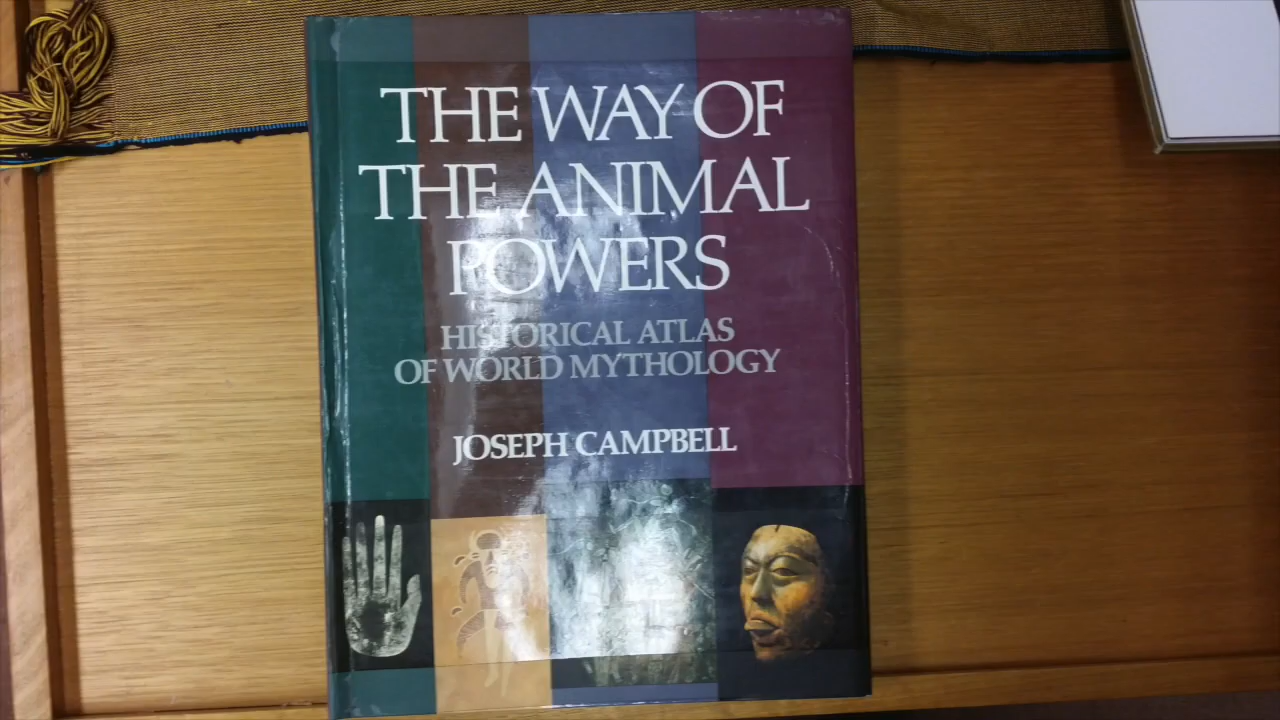 THE WAY OF
THE ANIMAL
POWERS
HISTORICAL ATLAS
OF WORLD MYTHOLOGY
JOSEPH CAMPBELL